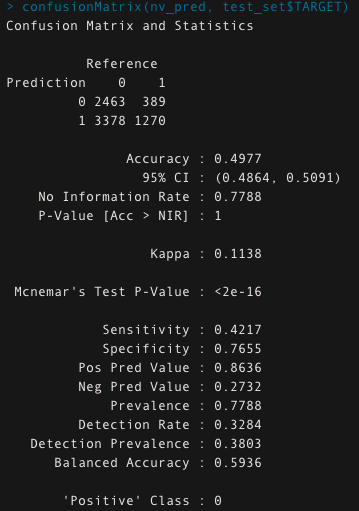 > confusionMatrix(nv_pred, test_set$TARGET)
Confusion Matrix and Statistics
Reference
Prediction 0 1
0 2463 389
1 3378 1270
Accuracy : 0.4977
95% CI : (0.4864, 0.5091)
No Information Rate : 0.7788
P-Value [Acc > NIR] : 1
Kappa : 0.1138
Mcnemar's Test P-Value : <2e-16
Sensitivity : 0.4217
Specificity : 0.7655
Pos Pred Value : 0.8636
Neg Pred Value : 0.2732
Prevalence : 0.7788
Detection Rate : 0.3284
Detection Prevalence : 0.3803
Balanced Accuracy : 0.5936
'Positive' Class : 0